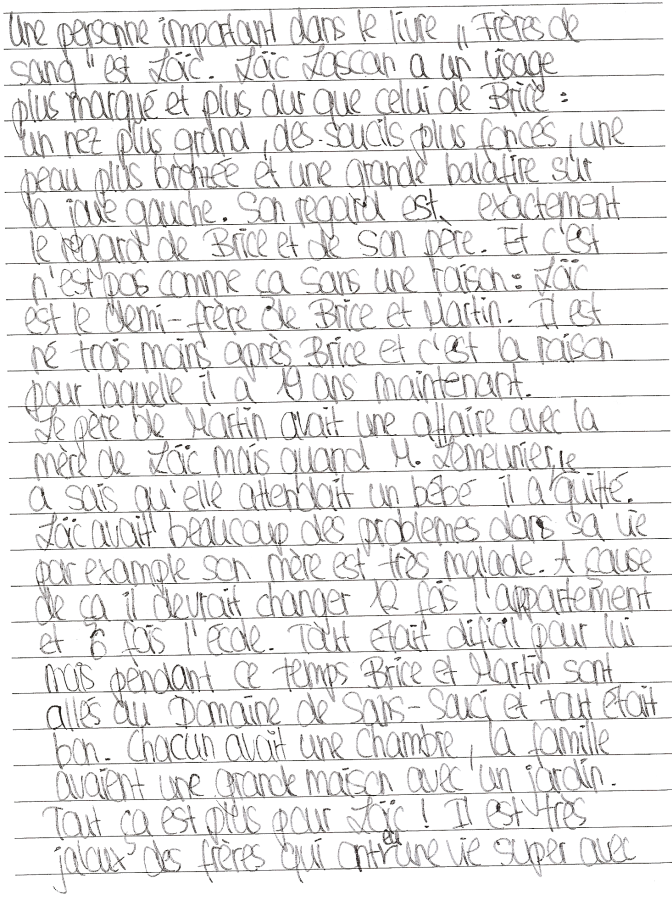 Une personne important dans le livre „Frères de
sang" est Loïc. Loïc Lascan a un visage
plus marqué et plus dur que celui de Brice:
un nez plus grand, des soucils plus foncés, une
peau plus bronzée et une grande balafire sur
la joue gauche. Son regard est exactement
le regard de Brice et de son père. Et c'est
n'est pas comme ca sans une raison: Loïc
est le demi-frère de Brice et Martin. Il est
né trois mains après Brice et c'est la raison
pour laquelle il a 19 ans maintenant.
Le père de Martin avait une affaire avec la
mère de Loïc mais quand M. Lemeunier
a sais qu'elle attendait un bébé il a le quitté.
Loïc avait beaucoup des problèmes dans sa vie
par example son mère est très malade. A cause
de ça il devrait changer 12 fois l'appartement
et 6 fois l'école. Tout était dificil pour lui
mais pendant ce temps Brice et Martin sont
allés au Domaine de Sans-Souci et tout était
bon. Chacun avait une chambre, la famille
avaient une grande maison avec un jardin.
Tout ça est plus pour Loïc! Il est très
jaloux des frères qui ont eu une vie super avec